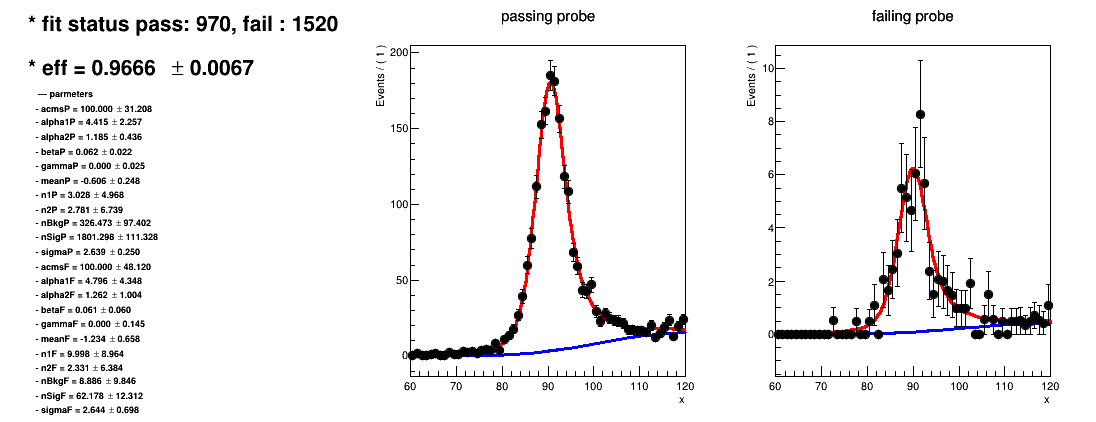 * fit status pass: 970, fail : 1520
* eff = 0.9666 ± 0.0067
--- parmeters
- acmsP = 100.000 ± 31.208
- alpha1P = 4.415 ± 2.257
- alpha2P = 1.185 ± 0.436
- betaP = 0.062 ± 0.022
- gammaP = 0.000 ± 0.025
- meanP = -0.606 ± 0.248
- n1P = 3.028 ± 4.968
- n2P = 2.781 ± 6.739
- nBkgP = 326.473 ± 97.402
- nSigP = 1801.298 ± 111.328
- sigmaP = 2.639 ± 0.250
- acmsF = 100.000 ± 48.120
- alpha1F = 4.796 ± 4.348
- alpha2F = 1.262 ± 1.004
- betaF = 0.061 ± 0.060
- gammaF = 0.000 ± 0.145
- meanF = -1.234 ± 0.658
- n1F = 9.998 ± 8.964
- n2F = 2.331 ± 6.384
- nBkgF = 8.886 ± 9.846
- nSigF = 62.178 ± 12.312
- sigmaF = 2.644 ± 0.698
passing probe
Events / ( 1 )
200
150
100
50
0
60 70 80 90 100 110 120
x
failing probe
Events / ( 1 )
10
8
6
4
2
0
60 70 80 90 100 110 120
x